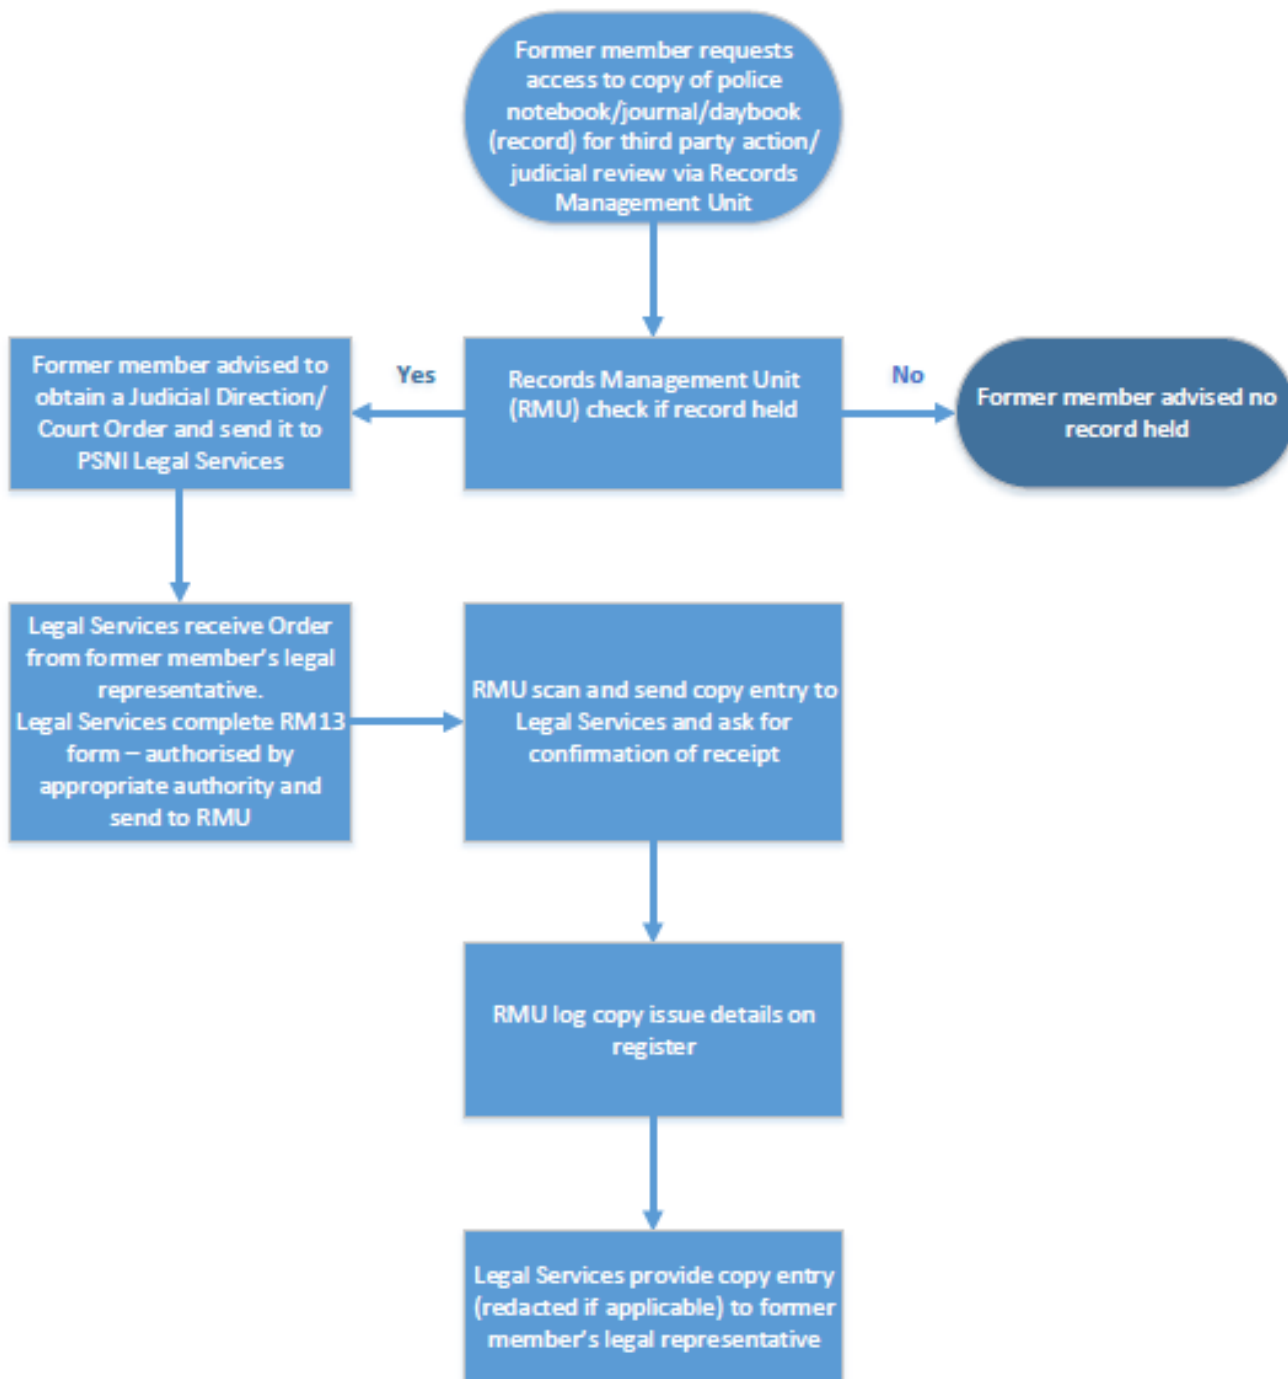 Former member requests
access to copy of police
notebook/journal/daybook
(record) for third party action/
judicial review via Records
Management Unit
Former member advised to
obtain a Judicial Direction/
Court Order and send it to
PSNI Legal Services
Yes
Records Management Unit
(RMU) check if record held
No
Former member advised no
record held
Legal Services receive Order
from former member's legal
representative.
Legal Services complete RM13
form – authorised by
appropriate authority and
send to RMU
RMU scan and send copy entry to
Legal Services and ask for
confirmation of receipt
RMU log copy issue details on
register
Legal Services provide copy entry
(redacted if applicable) to former
member's legal representative